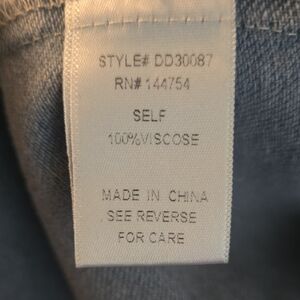 STYLE# DD30087
RN# 144754
SELF
100%VISCOSE
MADE IN CHINA
SEE REVERSE
FOR CARE